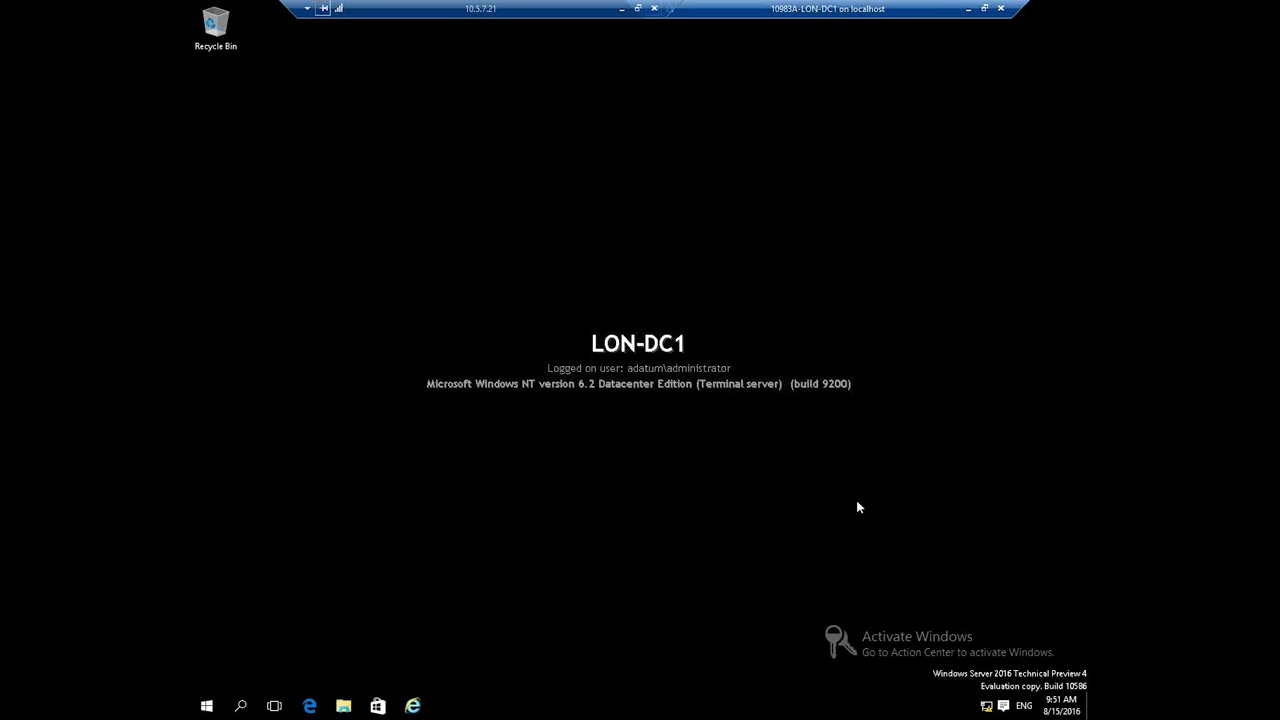 10.5.7.21
10983A-LON-DC1 on localhost
Recycle Bin
LON-DC1
Logged on user: adatum\administrator
Microsoft Windows NT version 6.2 Datacenter Edition (Terminal server) (build 9200)
Activate Windows
Go to Action Center to activate Windows.
Windows Server 2016 Technical Preview 4
Evaluation copy. Build 10586
ENG
9:51 AM
8/15/2016